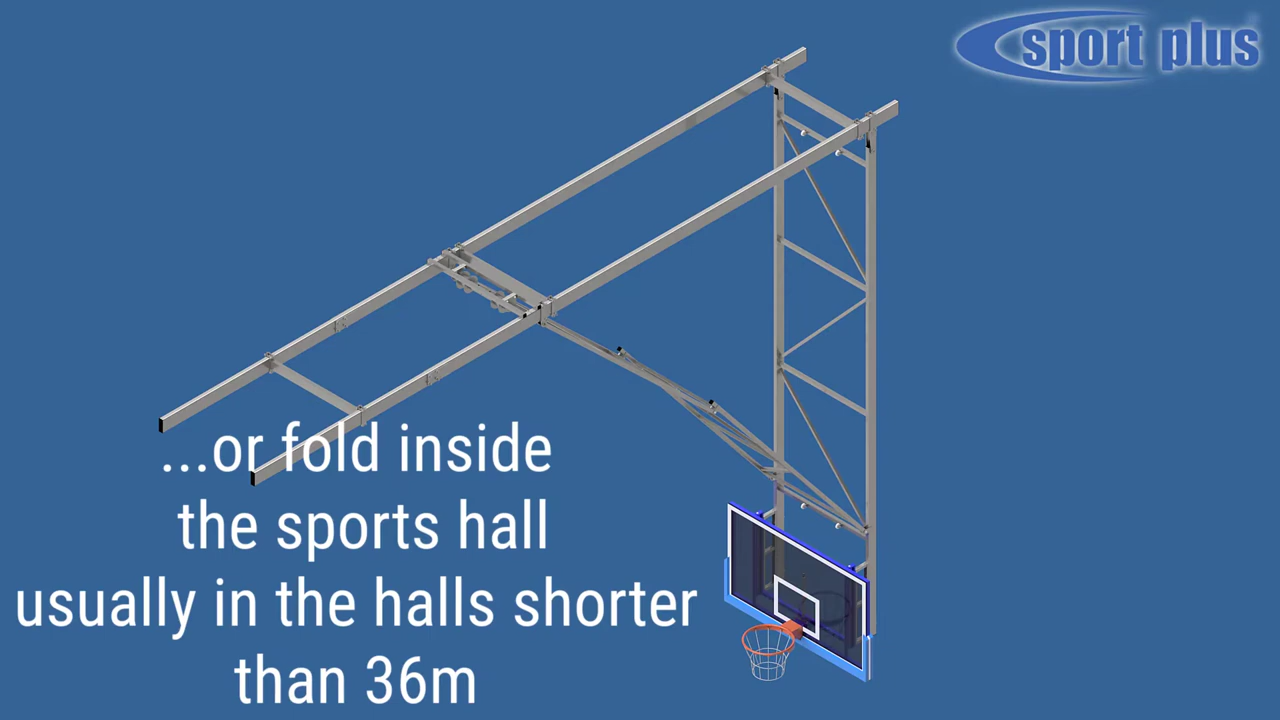 sport plus
...or fold inside
the sports hall
usually in the halls shorter
than 36m